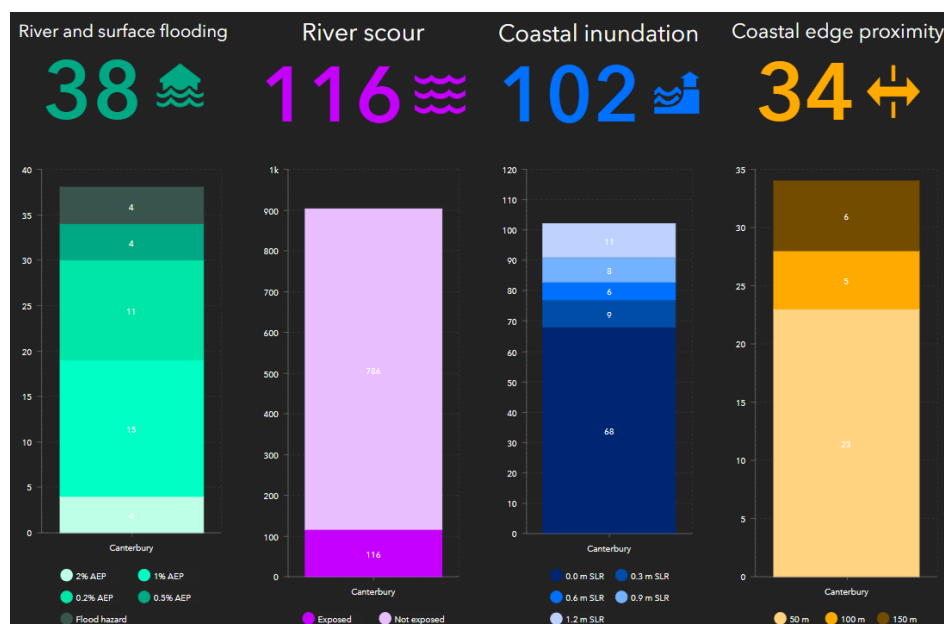 River and surface flooding
38
40
35
30
25
20
15
10
5
0
4
4
11
15
4
Canterbury
2% AEP
1% AEP
0.2% AEP
0.5% AEP
Flood hazard
River scour
116
1k
900
800
700
600
500
400
300
200
100
0
786
116
Canterbury
Exposed
Not exposed
Coastal inundation
102
120
110
100
90
80
70
60
50
40
30
20
10
0
11
8
6
9
68
Canterbury
0.0 m SLR
0.3 m SLR
0.6 m SLR
0.9 m SLR
1.2 m SLR
Coastal edge proximity
34
35
30
25
20
15
10
5
0
6
5
23
Canterbury
50 m
100 m
150 m